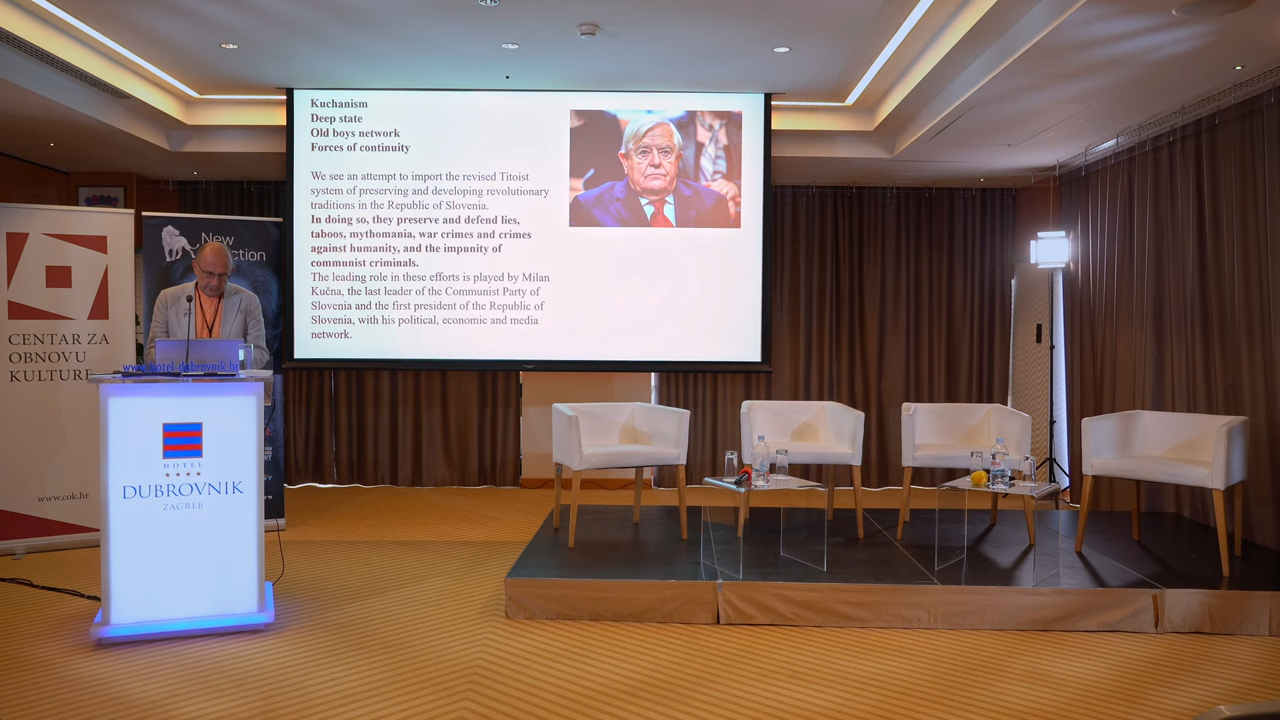 Kuchanism
Deep state
Old boys network
Forces of continuity
We see an attempt to import the revised Titoist
system of preserving and developing revolutionary
traditions in the Republic of Slovenia.
In doing so, they preserve and defend lies,
taboos, mythomania, war crimes and crimes
against humanity, and the impunity of
communist criminals.
The leading role in these efforts is played by Milan
Kučna, the last leader of the Communist Party of
Slovenia and the first president of the Republic of
Slovenia, with his political, economic and media
network.
New
ction
CENTAR ZA
OBNOVU
KULTURE
www.cok.hr
www.hotel-dubrovnik.hr
HOTEL
DUBROVNIK
ZAGREB